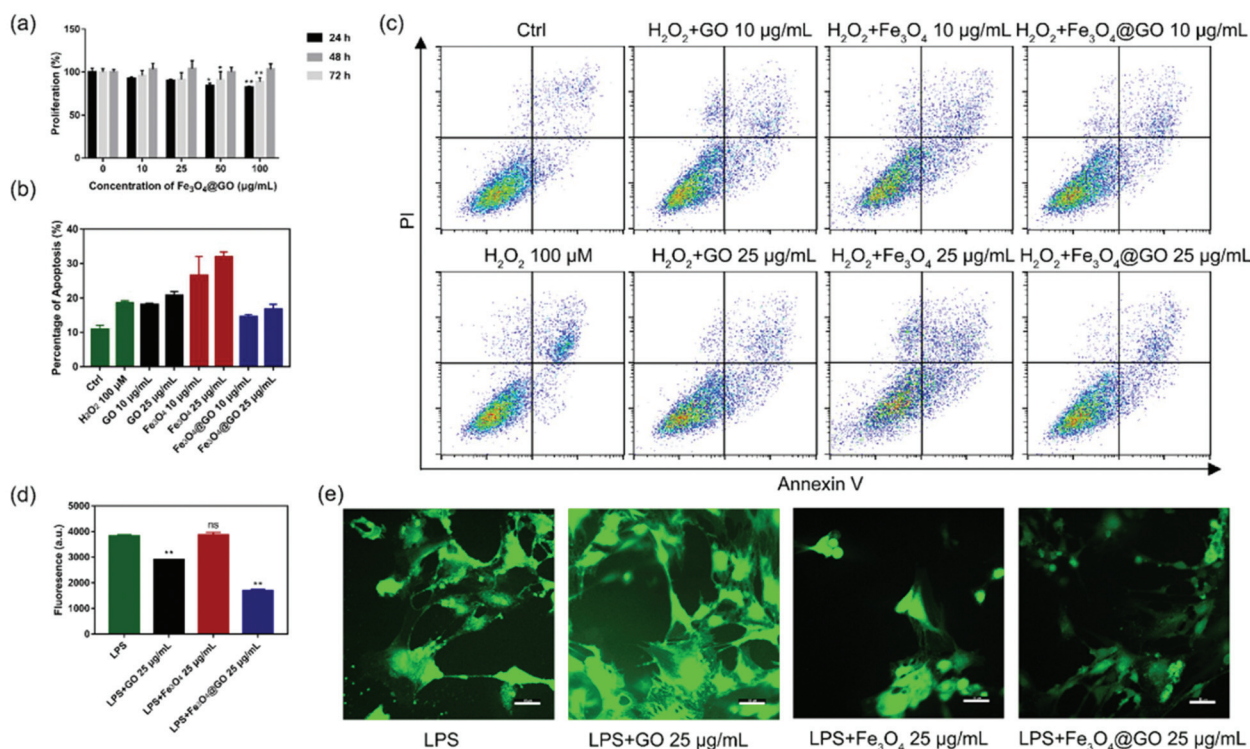 (a)
Proliferation (%)
150
100
50
0
* * ** **
24 h
48 h
72 h
0 10 25 50 100
Concentration of Fe₃O₄@GO (µg/mL)
(b)
Percentage of Apoptosis (%)
40
30
20
10
0
Ctrl
H₂O₂ 100 µM
GO 10 µg/mL
GO 25 µg/mL
Fe₃O₄ 10 µg/mL
Fe₃O₄ 25 µg/mL
Fe₃O₄@GO 10 µg/mL
Fe₃O₄@GO 25 µg/mL
(c)
Ctrl
H₂O₂+GO 10 µg/mL
H₂O₂+Fe₃O₄ 10 µg/mL
H₂O₂+Fe₃O₄@GO 10 µg/mL
PI
H₂O₂ 100 µM
H₂O₂+GO 25 µg/mL
H₂O₂+Fe₃O₄ 25 µg/mL
H₂O₂+Fe₃O₄@GO 25 µg/mL
Annexin V
(d)
Fluoresence (a.u.)
5000
4000
3000
2000
1000
0
** ns **
LPS
LPS+GO 25 µg/mL
LPS+Fe₃O₄ 25 µg/mL
LPS+Fe₃O₄@GO 25 µg/mL
(e)
LPS
LPS+GO 25 µg/mL
LPS+Fe₃O₄ 25 µg/mL
LPS+Fe₃O₄@GO 25 µg/mL